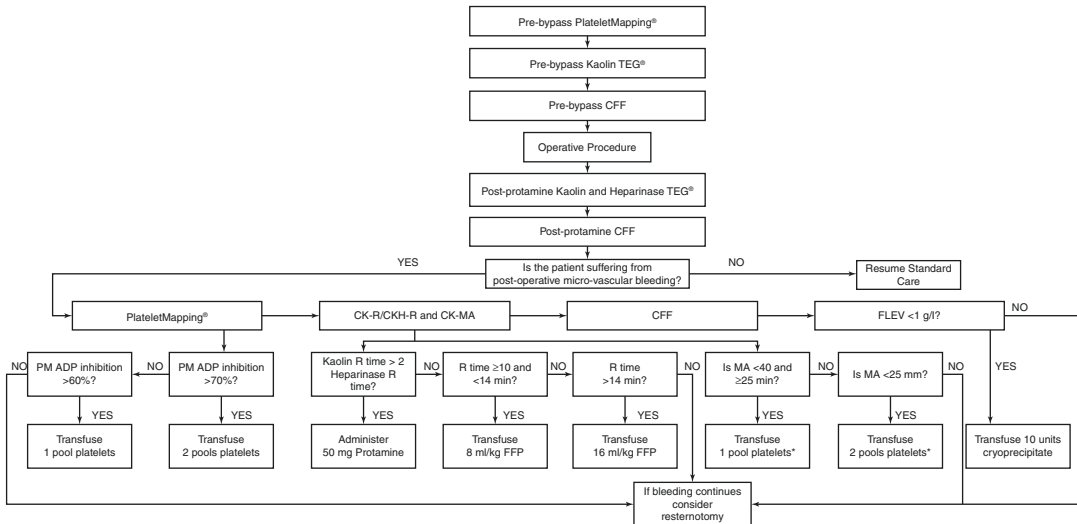 Pre-bypass PlateletMapping®
Pre-bypass Kaolin TEG®
Pre-bypass CFF
Operative Procedure
Post-protamine Kaolin and Heparinase TEG®
Post-protamine CFF
YES
Is the patient suffering from
post-operative micro-vascular bleeding?
NO
Resume Standard
Care
PlateletMapping®
CK-R/CKH-R and CK-MA
CFF
FLEV <1 g/l?
NO
NO
PM ADP inhibition
>60%?
NO
PM ADP inhibition
>70%?
Kaolin R time > 2
Heparinase R
time?
NO
R time ≥10 and
<14 min?
NO
R time
>14 min?
NO
Is MA <40 and
≥25 min?
NO
Is MA <25 mm?
NO
YES
YES
YES
YES
YES
YES
YES
YES
Transfuse
1 pool platelets
Transfuse
2 pools platelets
Administer
50 mg Protamine
Transfuse
8 ml/kg FFP
Transfuse
16 ml/kg FFP
Transfuse
1 pool platelets*
Transfuse
2 pools platelets*
Transfuse 10 units
cryoprecipitate
If bleeding continues
consider
resternotomy